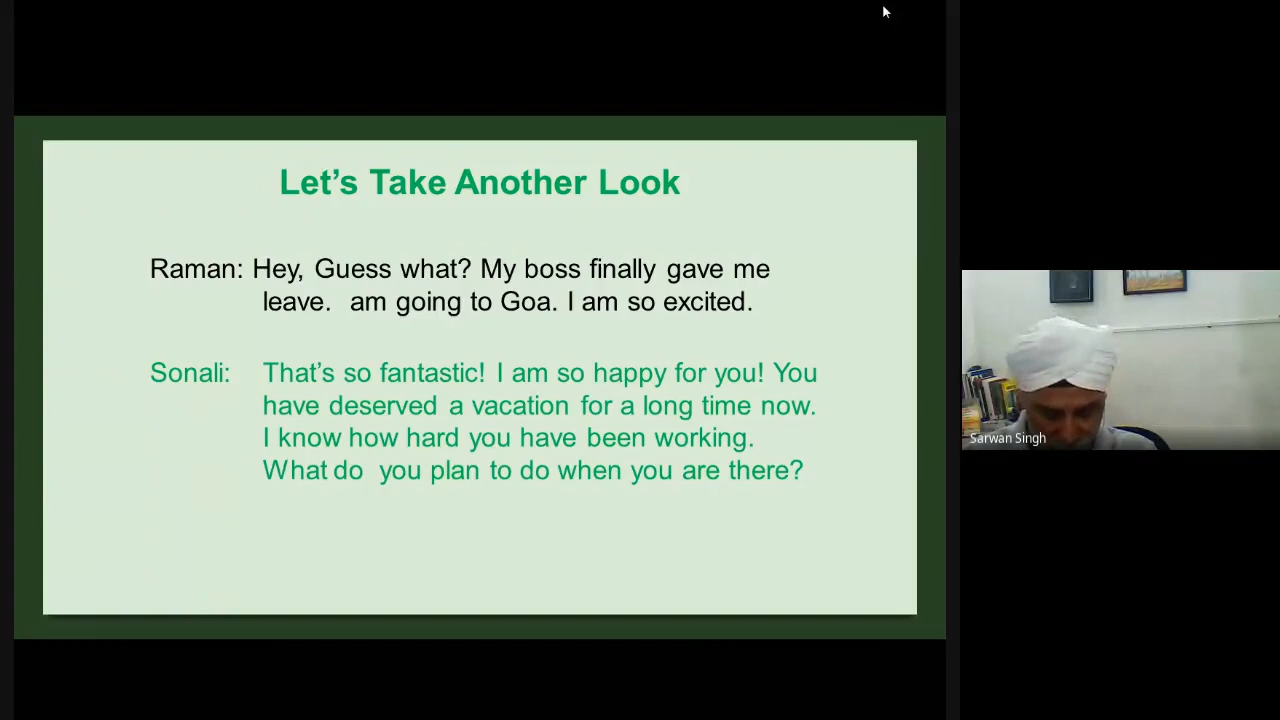 Let's Take Another Look
Raman: Hey, Guess what? My boss finally gave me
leave.  am going to Goa. I am so excited.
Sonali: That's so fantastic! I am so happy for you! You
have deserved a vacation for a long time now.
I know how hard you have been working.
What do you plan to do when you are there?
Sarwan Singh